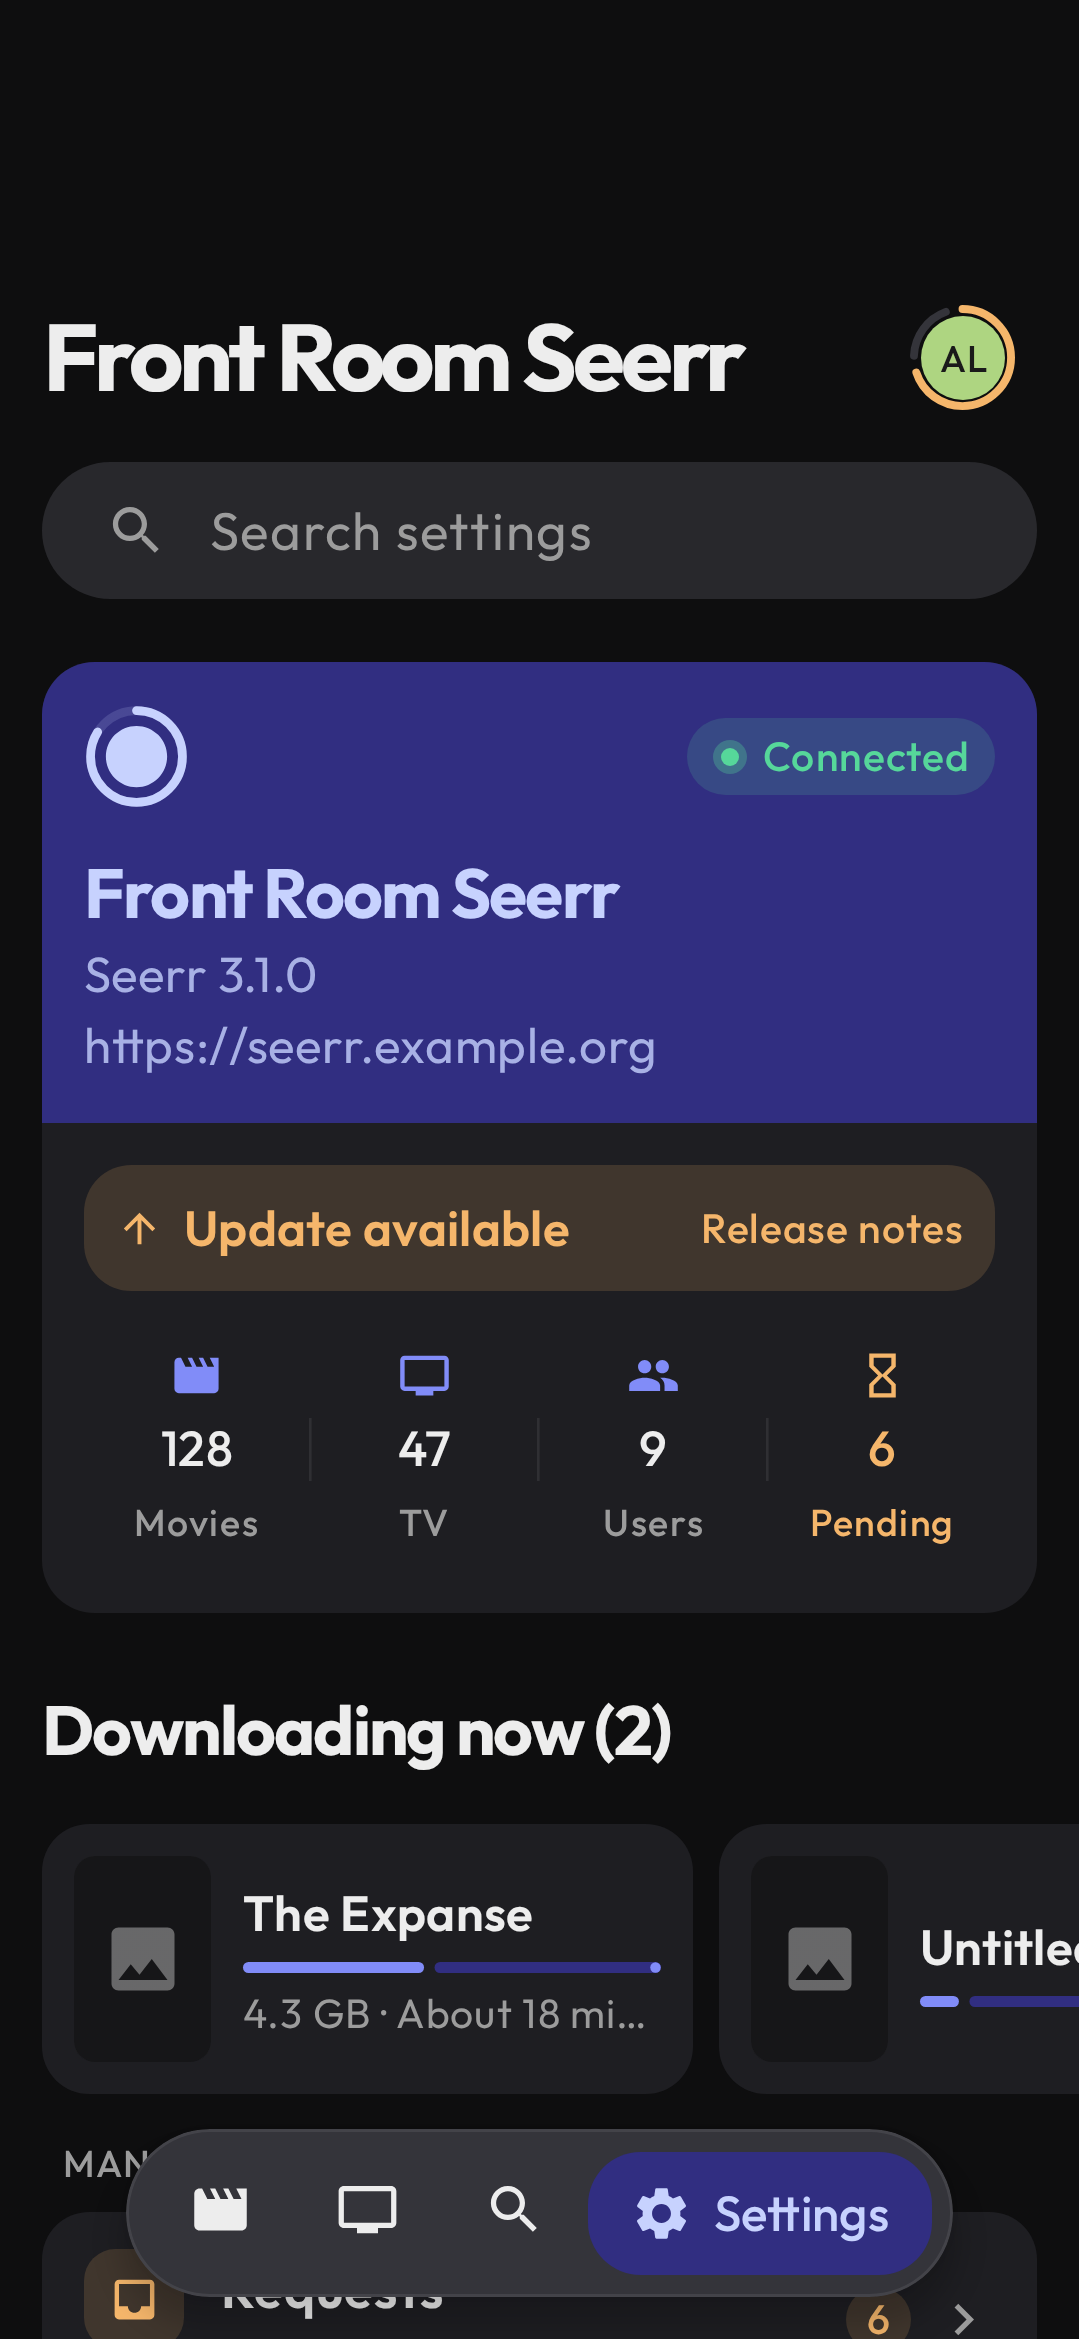 Front Room Seerr
AL
Search settings
Connected
Front Room Seerr
Seerr 3.1.0
https://seerr.example.org
Update available
Release notes
128
47
9
6
Movies
TV
Users
Pending
Downloading now (2)
The Expanse
4.3 GB · About 18 mi...
Requests
6
Settings